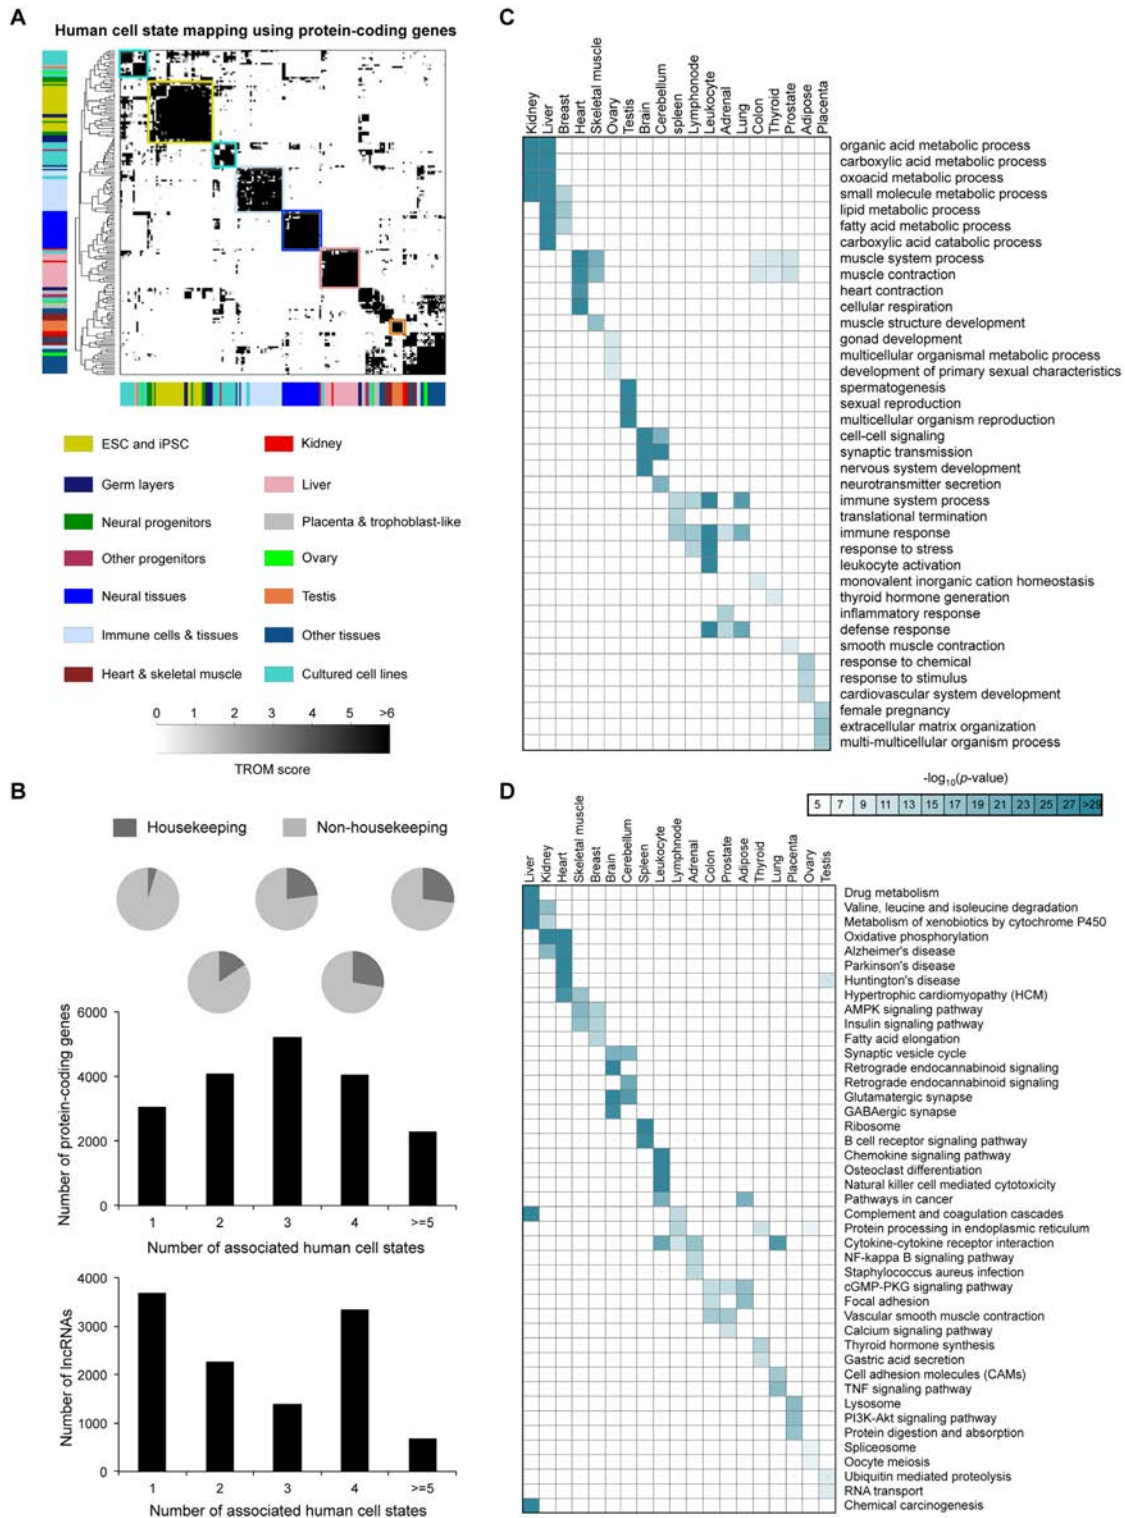 A
Human cell state mapping using protein-coding genes
ESC and iPSC
Kidney
Germ layers
Liver
Neural progenitors
Placenta & trophoblast-like
Other progenitors
Ovary
Neural tissues
Testis
Immune cells & tissues
Other tissues
Heart & skeletal muscle
Cultured cell lines
0 1 2 3 4 5 >6
TROM score
B
Housekeeping
Non-housekeeping
Number of protein-coding genes
6000
4000
2000
0
1 2 3 4 >=5
Number of associated human cell states
Number of lncRNAs
4000
3000
2000
1000
0
1 2 3 4 >=5
Number of associated human cell states
C
Kidney
Liver
Breast
Heart
Skeletal muscle
Ovary
Testis
Brain
Cerebellum
spleen
Lymphonode
Leukocyte
Adrenal
Lung
Colon
Thyroid
Prostate
Adipose
Placenta
organic acid metabolic process
carboxylic acid metabolic process
oxoacid metabolic process
small molecule metabolic process
lipid metabolic process
fatty acid metabolic process
carboxylic acid catabolic process
muscle system process
muscle contraction
heart contraction
cellular respiration
muscle structure development
gonad development
multicellular organismal metabolic process
development of primary sexual characteristics
spermatogenesis
sexual reproduction
multicellular organism reproduction
cell-cell signaling
synaptic transmission
nervous system development
neurotransmitter secretion
immune system process
translational termination
immune response
response to stress
leukocyte activation
monovalent inorganic cation homeostasis
thyroid hormone generation
inflammatory response
defense response
smooth muscle contraction
response to chemical
response to stimulus
cardiovascular system development
female pregnancy
extracellular matrix organization
multi-multicellular organism process
-log10(p-value)
5 7 9 11 13 15 17 19 21 23 25 27 >29
D
Liver
Kidney
Heart
Skeletal muscle
Breast
Brain
Cerebellum
Spleen
Leukocyte
Lymphnode
Adrenal
Colon
Prostate
Adipose
Thyroid
Lung
Placenta
Ovary
Testis
Drug metabolism
Valine, leucine and isoleucine degradation
Metabolism of xenobiotics by cytochrome P450
Oxidative phosphorylation
Alzheimer's disease
Parkinson's disease
Huntington's disease
Hypertrophic cardiomyopathy (HCM)
AMPK signaling pathway
Insulin signaling pathway
Fatty acid elongation
Synaptic vesicle cycle
Retrograde endocannabinoid signaling
Retrograde endocannabinoid signaling
Glutamatergic synapse
GABAergic synapse
Ribosome
B cell receptor signaling pathway
Chemokine signaling pathway
Osteoclast differentiation
Natural killer cell mediated cytotoxicity
Pathways in cancer
Complement and coagulation cascades
Protein processing in endoplasmic reticulum
Cytokine-cytokine receptor interaction
NF-kappa B signaling pathway
Staphylococcus aureus infection
cGMP-PKG signaling pathway
Focal adhesion
Vascular smooth muscle contraction
Calcium signaling pathway
Thyroid hormone synthesis
Gastric acid secretion
Cell adhesion molecules (CAMs)
TNF signaling pathway
Lysosome
PI3K-Akt signaling pathway
Protein digestion and absorption
Spliceosome
Oocyte meiosis
Ubiquitin mediated proteolysis
RNA transport
Chemical carcinogenesis